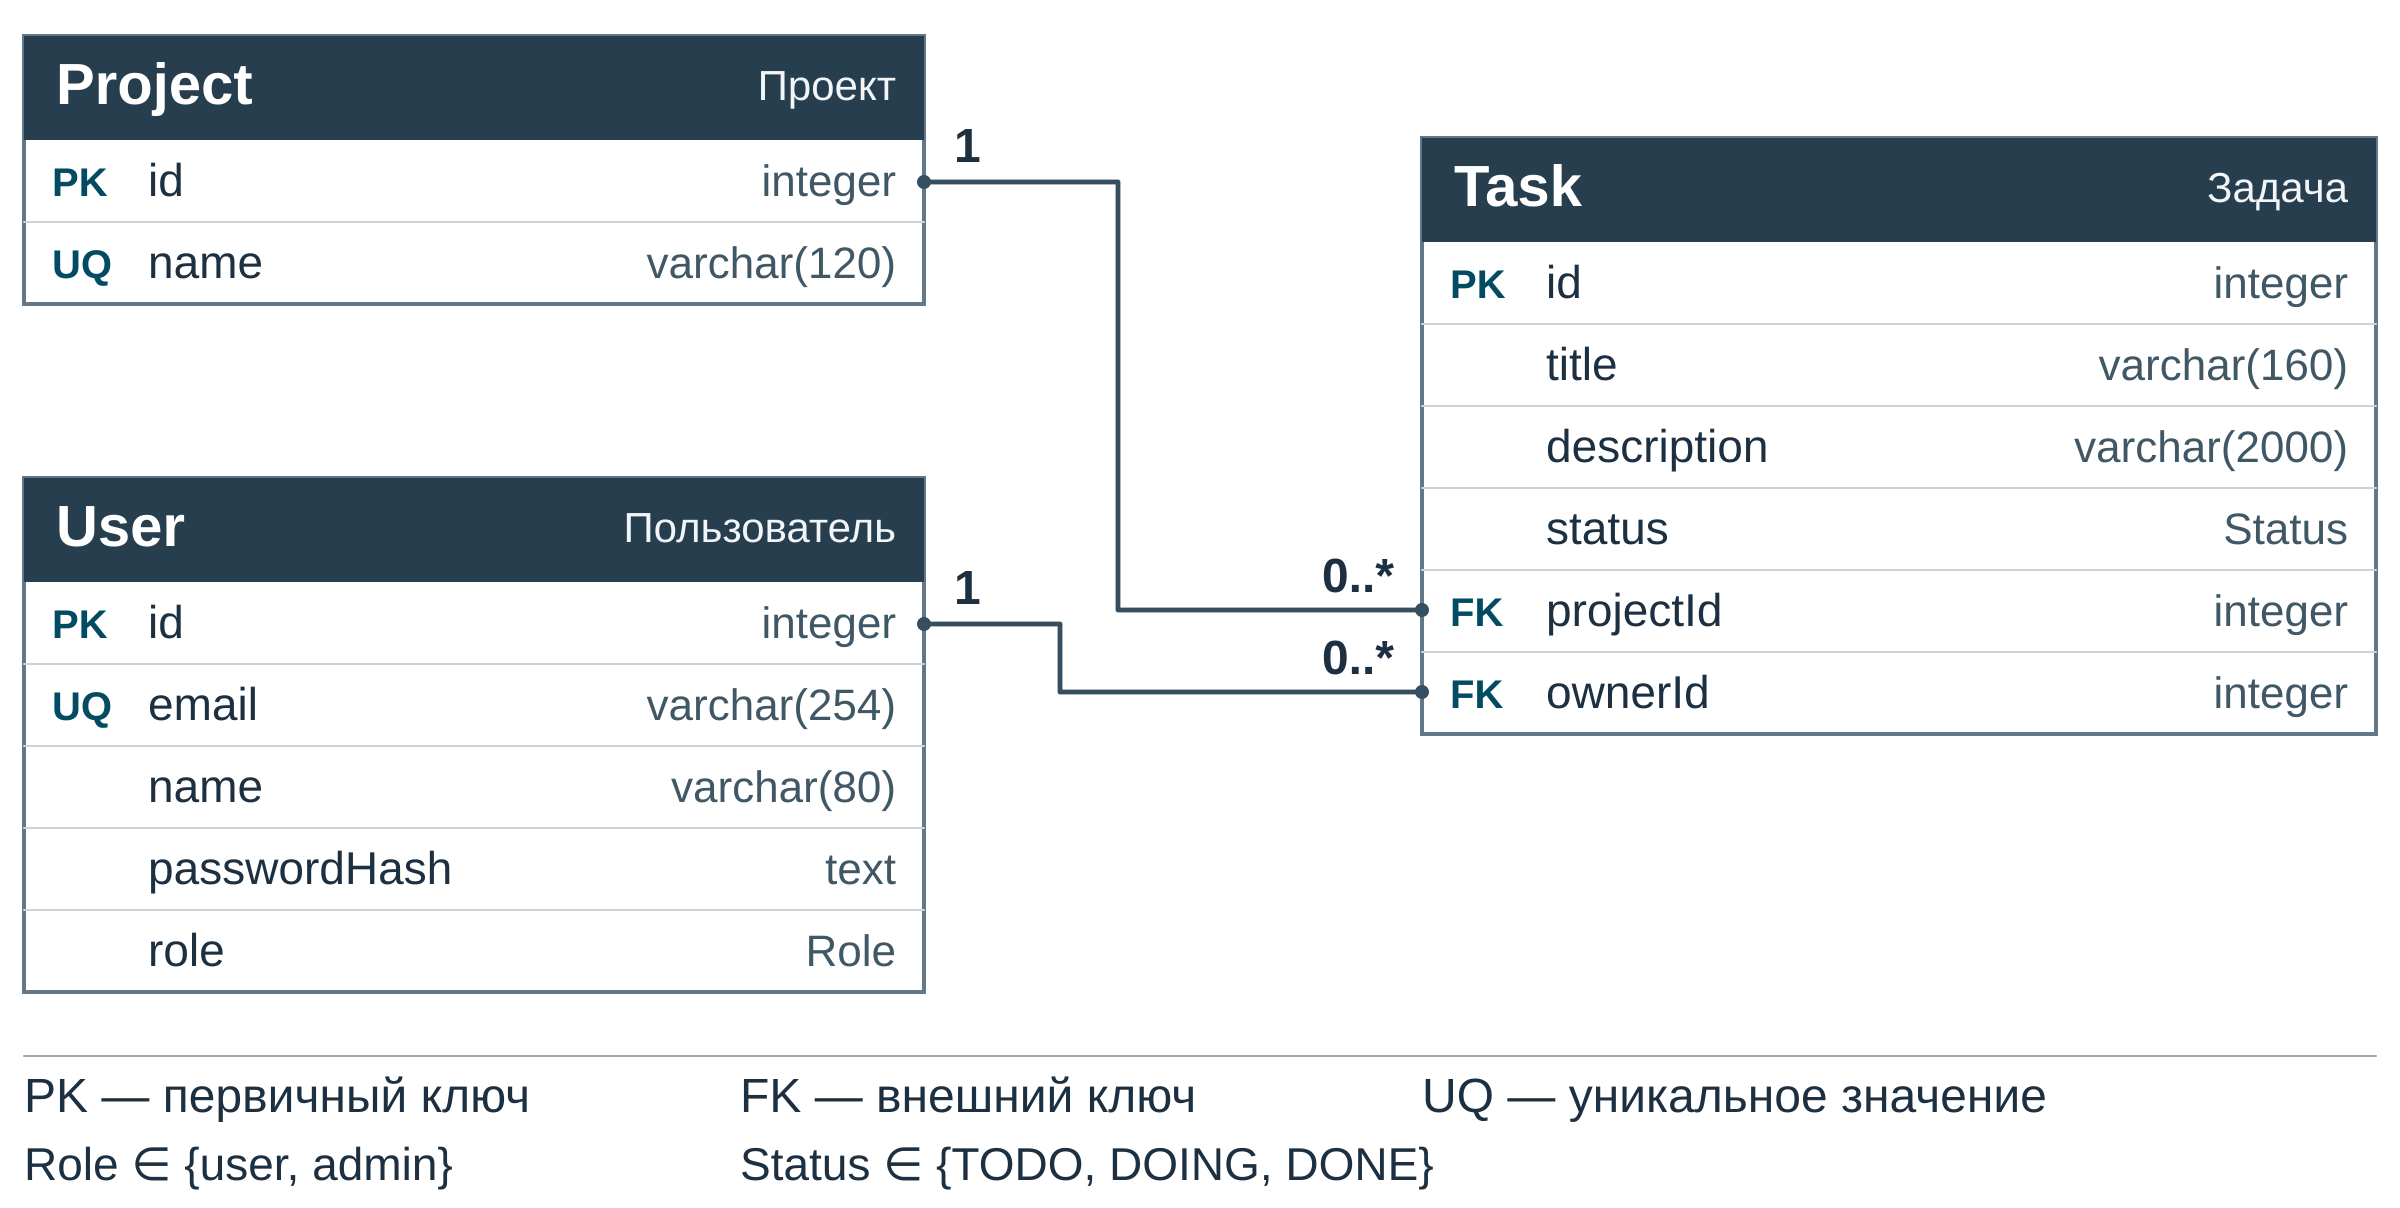 Project Проект
PK id integer
UQ name varchar(120)
1
User Пользователь
PK id integer
UQ email varchar(254)
name varchar(80)
passwordHash text
role Role
1
Task Задача
PK id integer
title varchar(160)
description varchar(2000)
status Status
0..*
FK projectId integer
0..*
FK ownerId integer
PK — первичный ключ
FK — внешний ключ
UQ — уникальное значение
Role ∈ {user, admin}
Status ∈ {TODO, DOING, DONE}